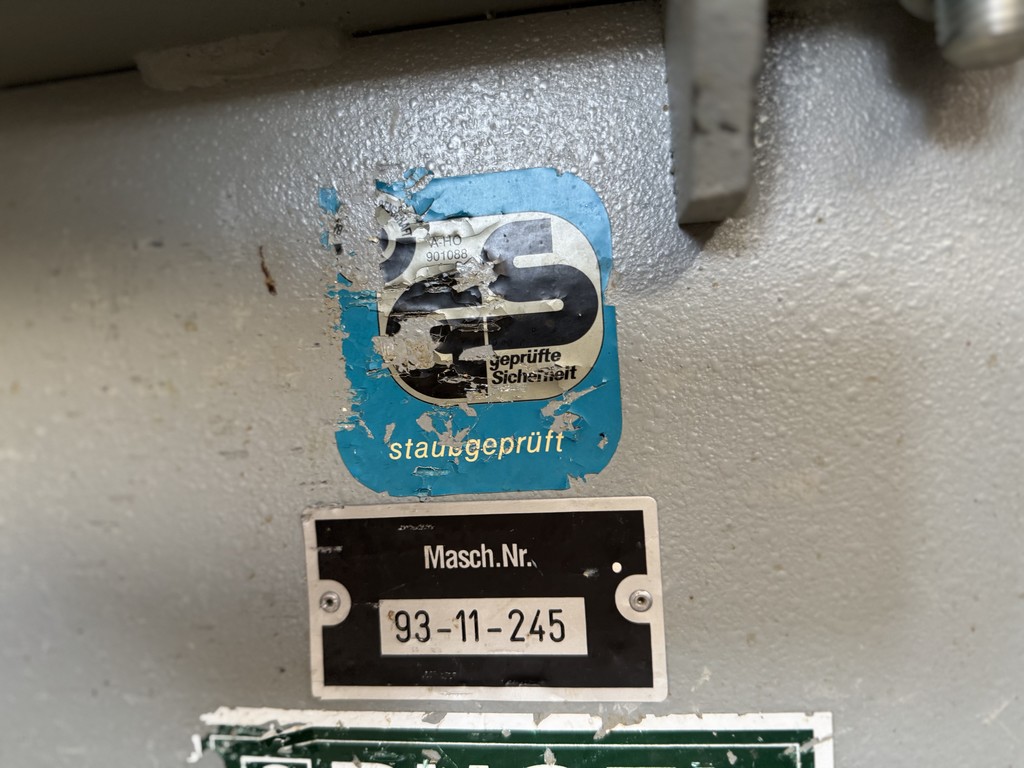 A-HO
901088
geprüfte
Sicherheit
staubgeprüft
Masch.Nr.
93-11-245